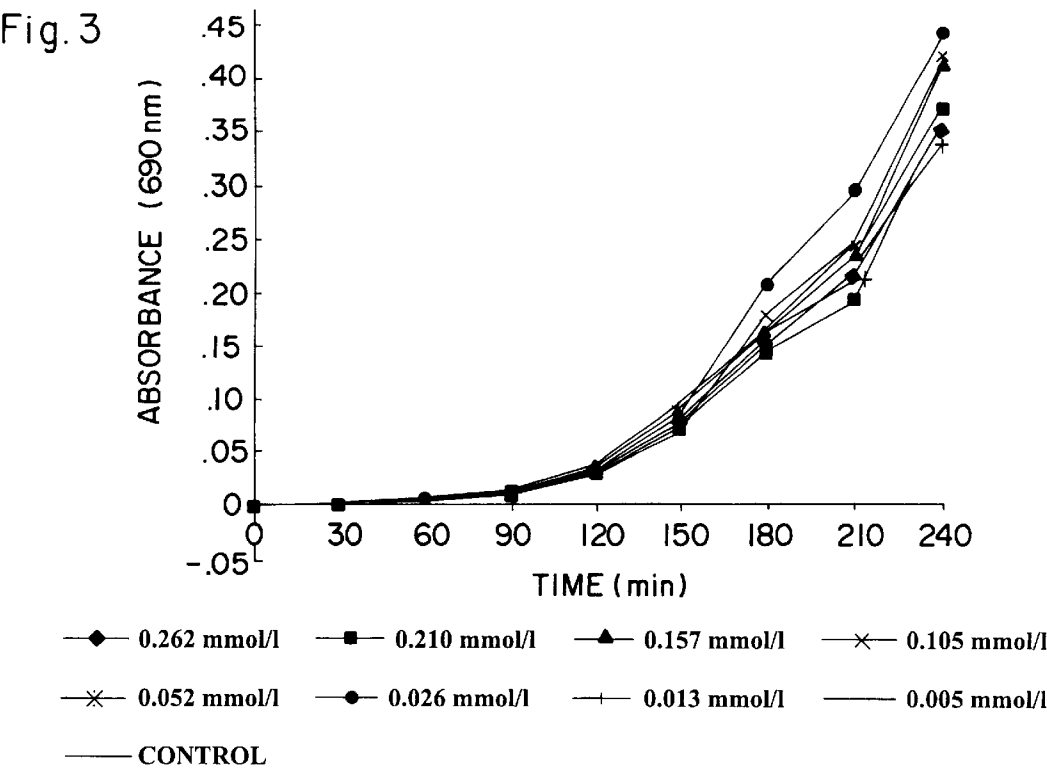 Fig. 3
.45
.40
.35
.30
.25
.20
.15
.10
.05
0
-.05
ABSORBANCE (690nm)
0 30 60 90 120 150 180 210 240
TIME (min)
0.262 mmol/l 0.210 mmol/l 0.157 mmol/l 0.105 mmol/l
0.052 mmol/l 0.026 mmol/l 0.013 mmol/l 0.005 mmol/l
CONTROL